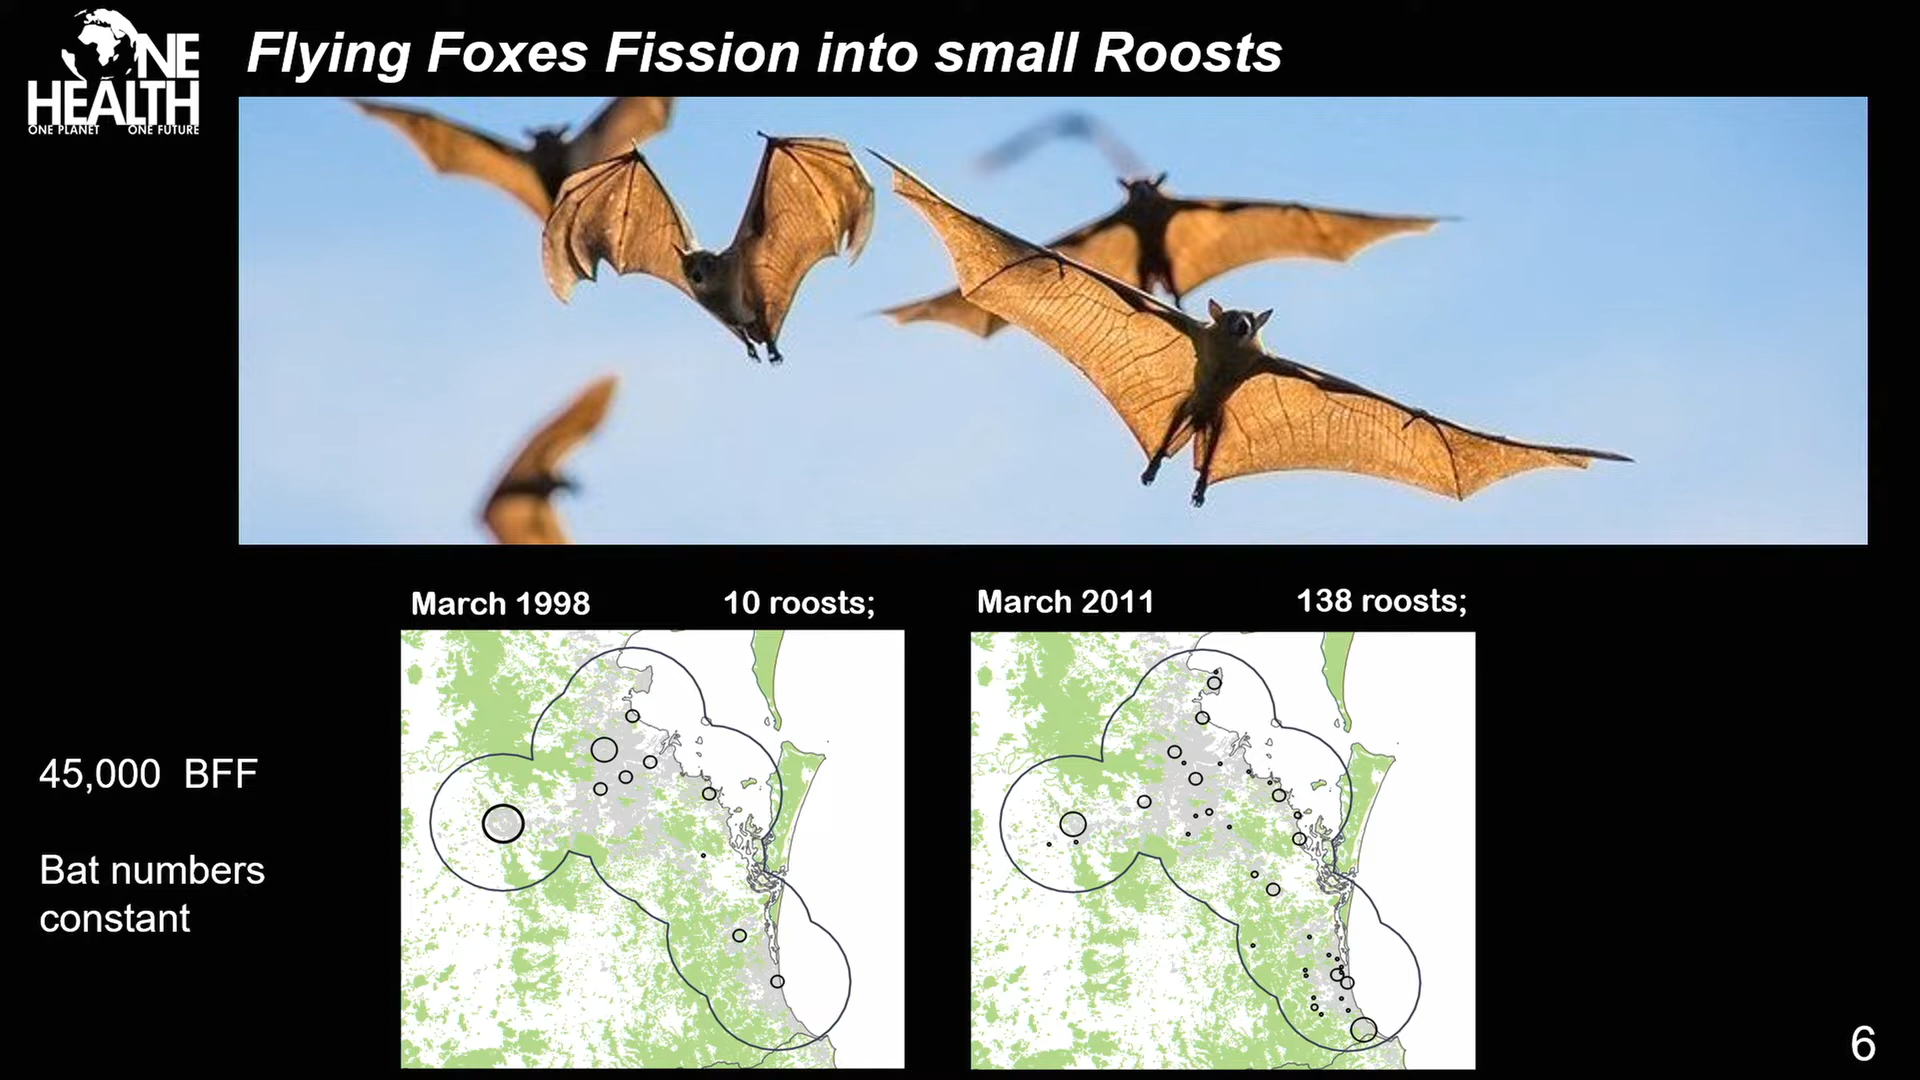 ONE
HEALTH
ONE PLANET ONE FUTURE
Flying Foxes Fission into small Roosts
March 1998 10 roosts;
March 2011 138 roosts;
45,000 BFF
Bat numbers
constant
6